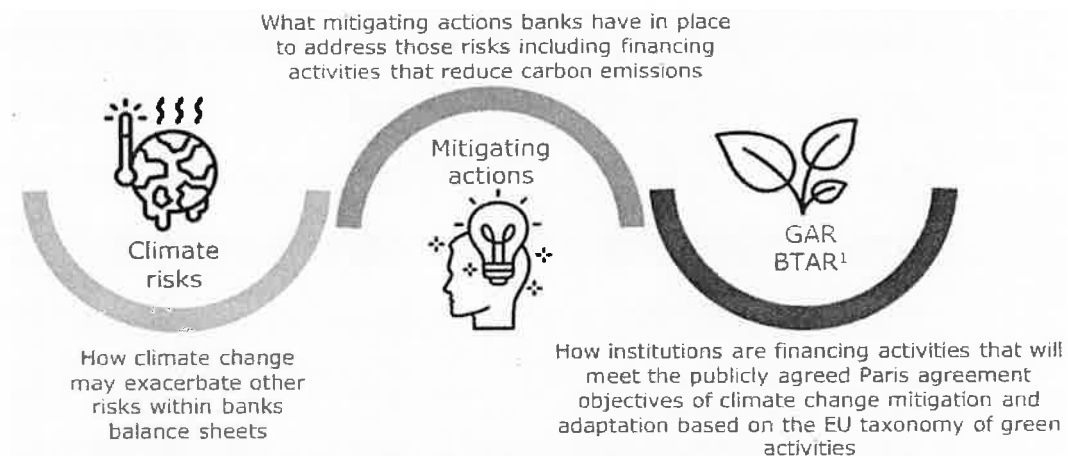 What mitigating actions banks have in place
to address those risks including financing
activities that reduce carbon emissions
Climate
risks
Mitigating
actions
GAR
BTAR¹
How climate change
may exacerbate other
risks within banks
balance sheets
How institutions are financing activities that will
meet the publicly agreed Paris agreement
objectives of climate change mitigation and
adaptation based on the EU taxonomy of green
activities